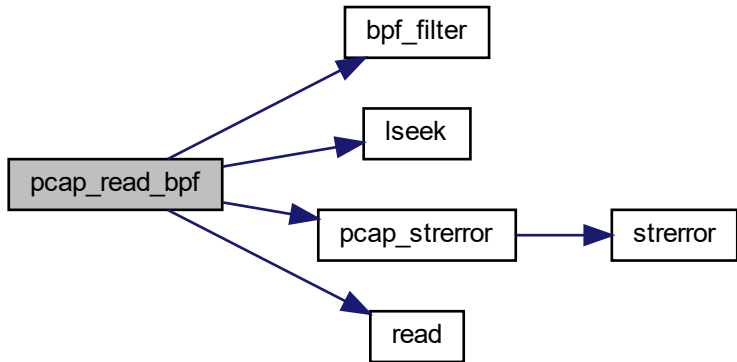 bpf_filter
lseek
pcap_read_bpf
pcap_strerror
strerror
read